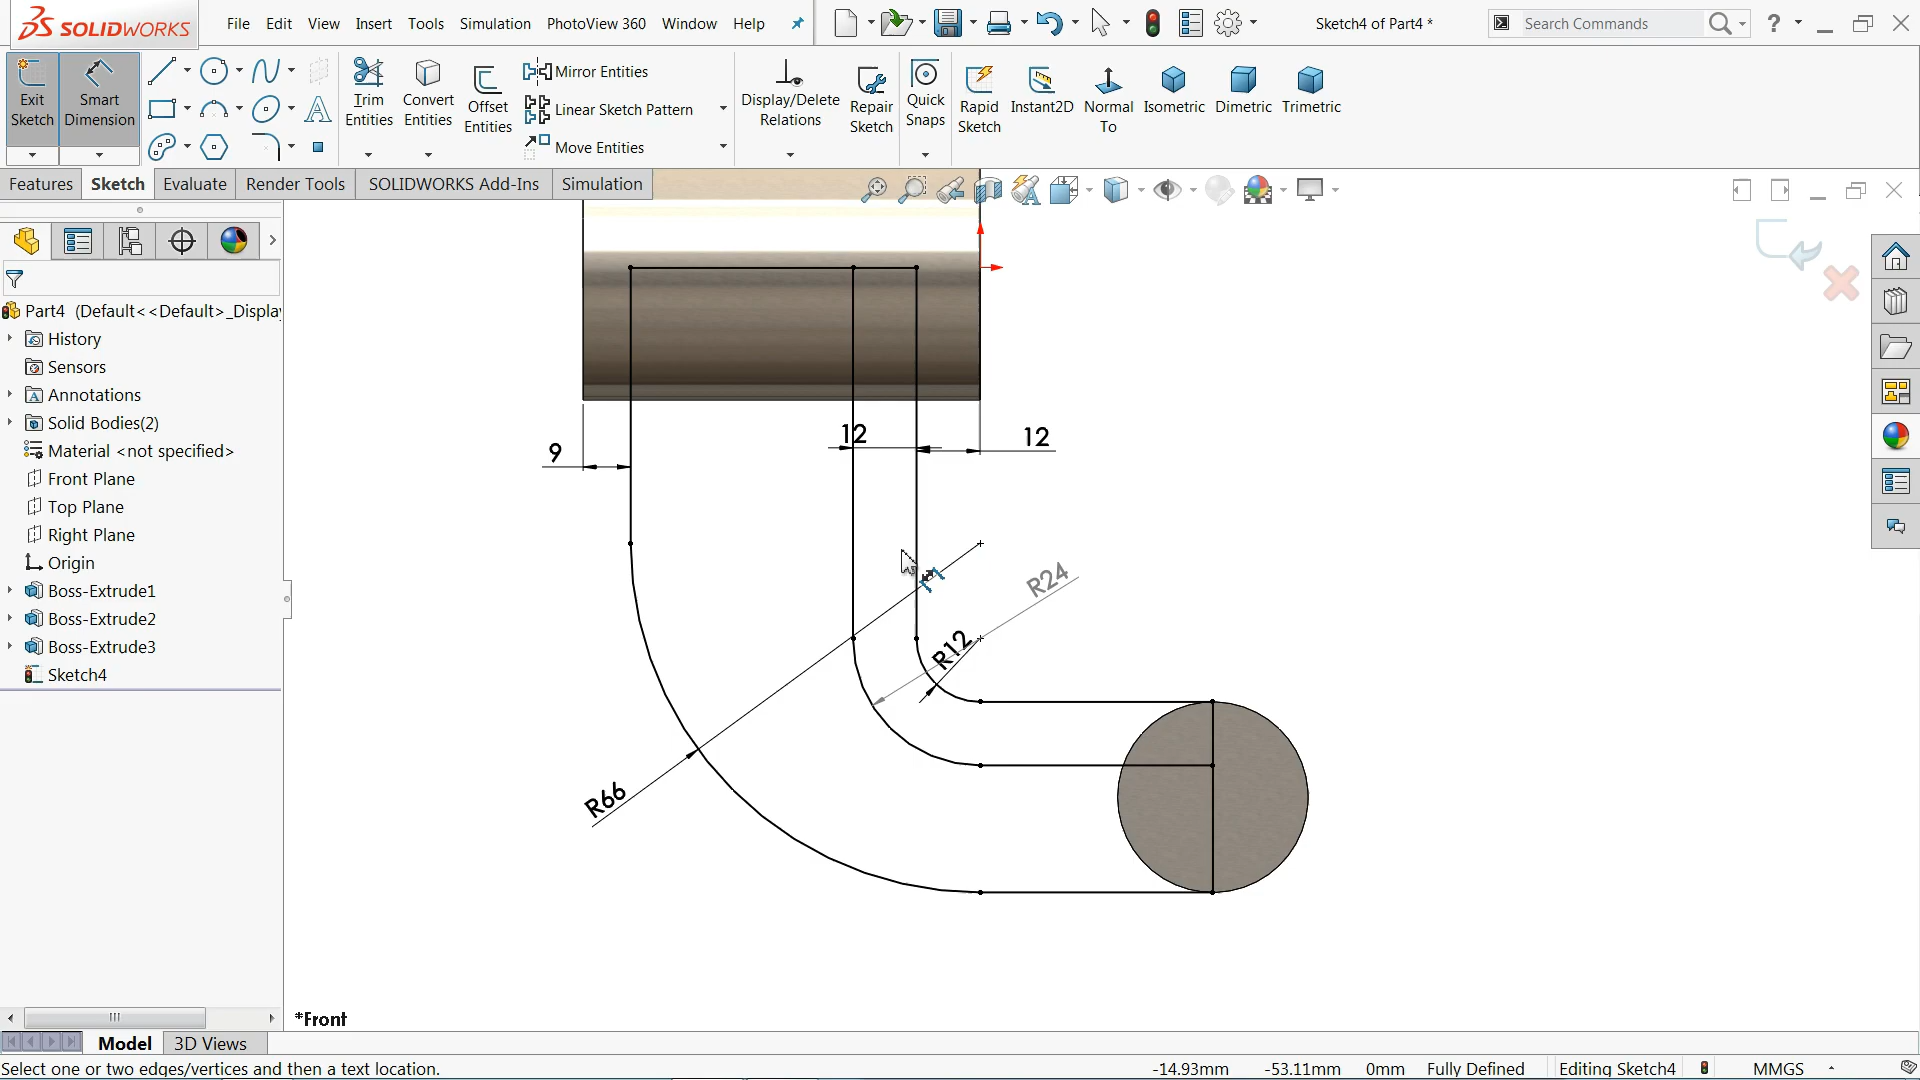 SOLIDWORKS
File Edit View Insert Tools Simulation PhotoView 360 Window Help
Sketch4 of Part4 *
Search Commands
?
Exit Sketch
Smart Dimension
Trim Entities
Convert Entities
Offset Entities
Mirror Entities
Linear Sketch Pattern
Move Entities
Display/Delete Relations
Repair Sketch
Quick Snaps
Rapid Sketch
Instant2D
Normal To
Isometric
Dimetric
Trimetric
Features Sketch Evaluate Render Tools SOLIDWORKS Add-Ins Simulation
Part4 (Default<<Default>_Displa
History
Sensors
Annotations
Solid Bodies(2)
Material <not specified>
Front Plane
Top Plane
Right Plane
Origin
Boss-Extrude1
Boss-Extrude2
Boss-Extrude3
Sketch4
9
12
12
R24
R12
R66
*Front
Model 3D Views
Select one or two edges/vertices and then a text location.
-14.93mm -53.11mm 0mm Fully Defined Editing Sketch4 MMGS